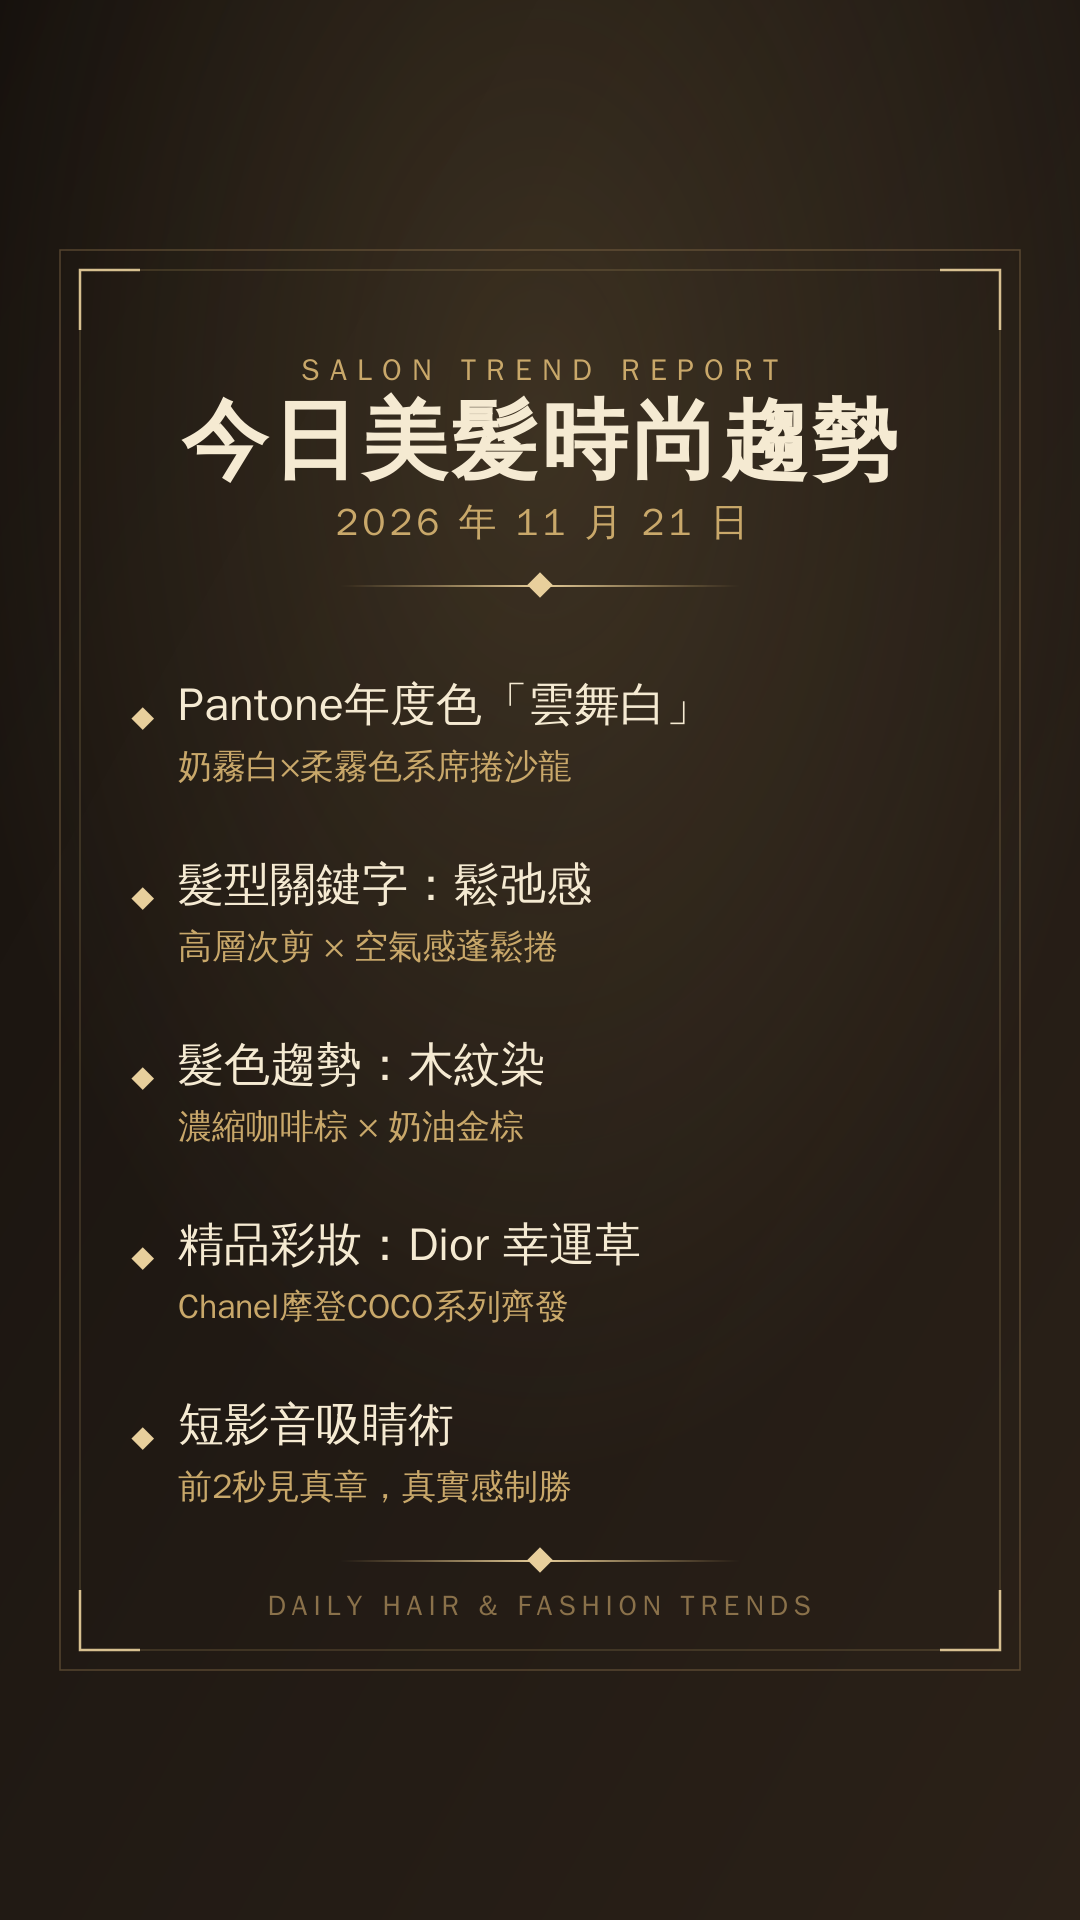 SALON TREND REPORT
今日美髮時尚趨勢
2026 年 11 月 21 日
Pantone年度色「雲舞白」
奶霧白×柔霧色系席捲沙龍
髮型關鍵字：鬆弛感
高層次剪 × 空氣感蓬鬆捲
髮色趨勢：木紋染
濃縮咖啡棕 × 奶油金棕
精品彩妝：Dior 幸運草
Chanel摩登COCO系列齊發
短影音吸睛術
前2秒見真章，真實感制勝
DAILY HAIR & FASHION TRENDS